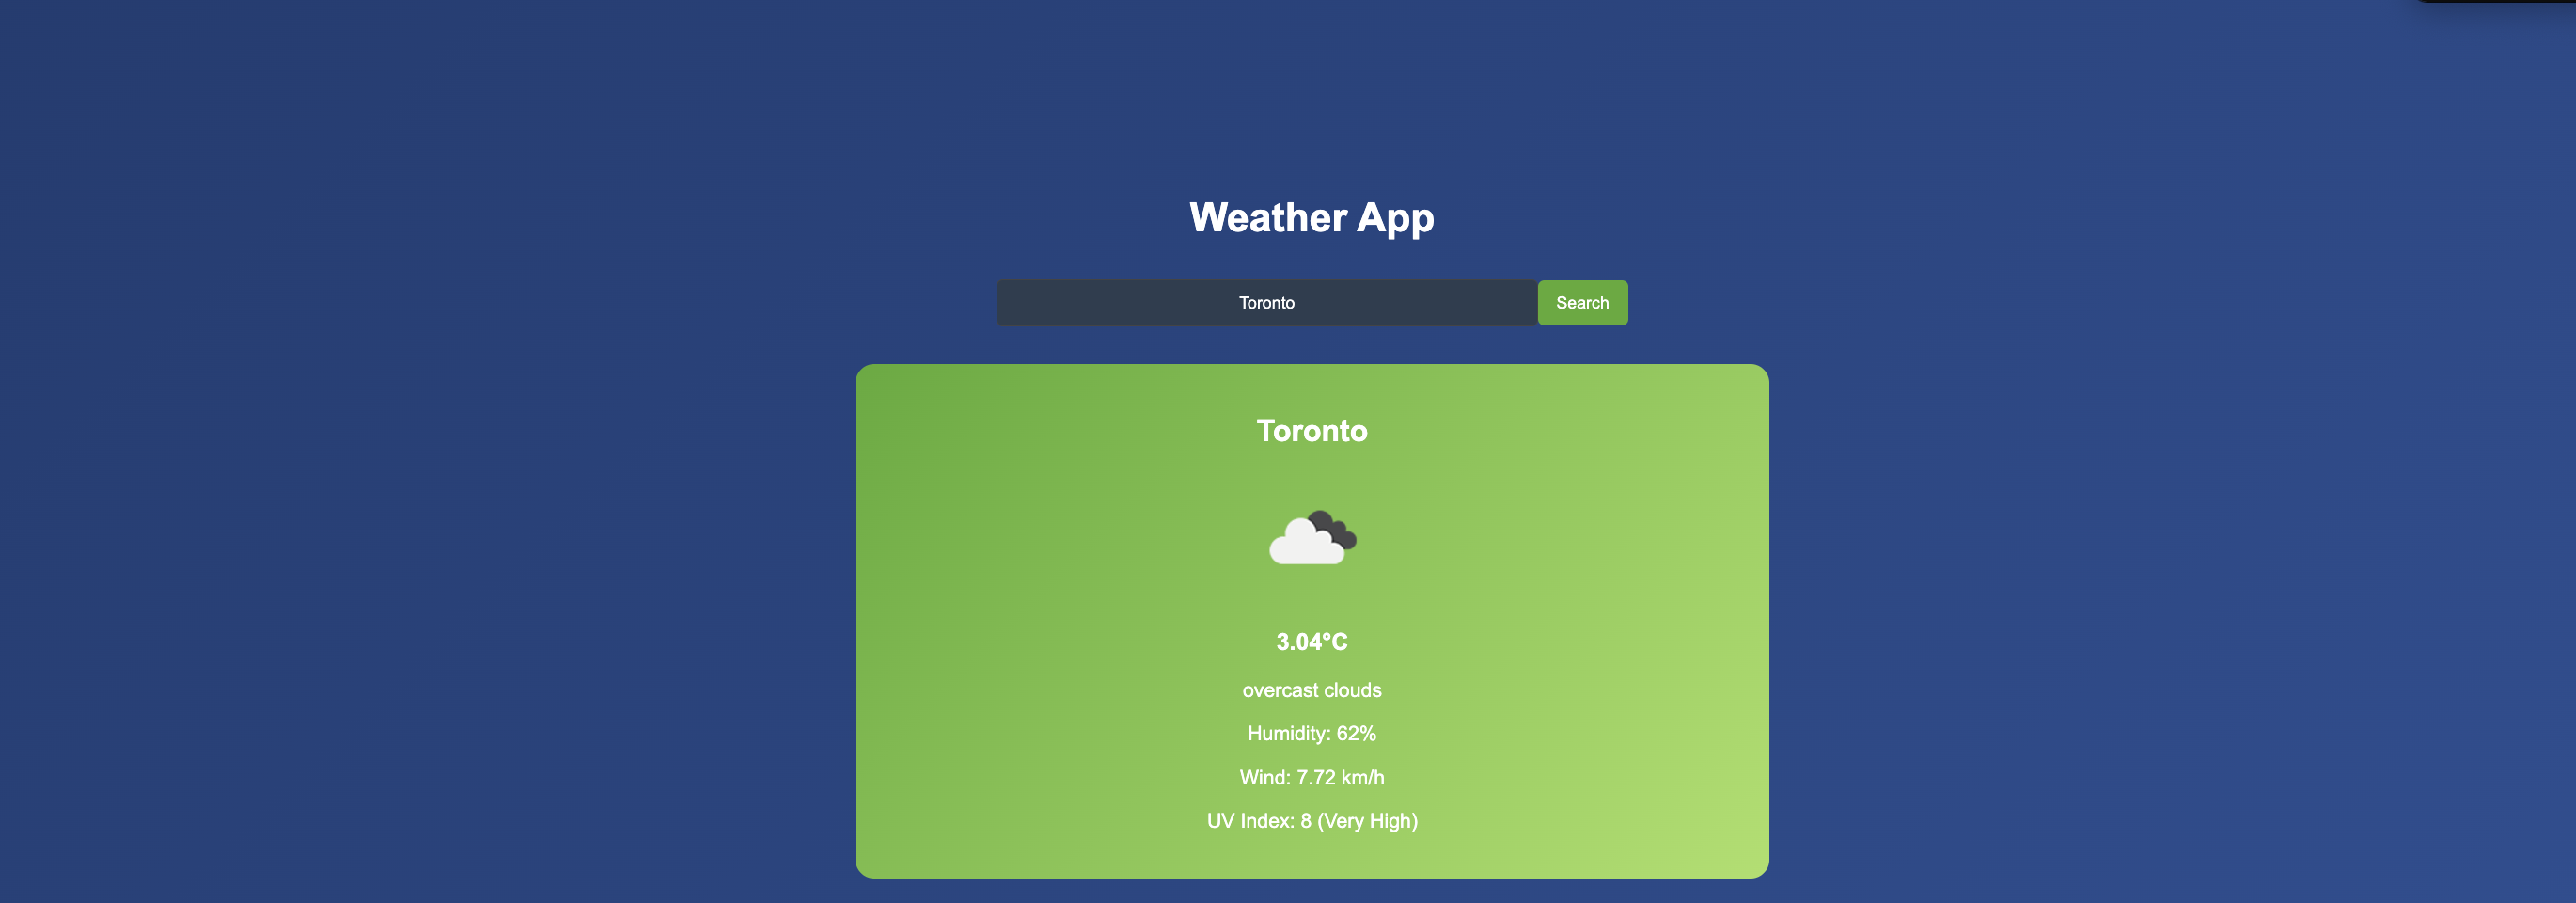 Weather App
Toronto
Search
Toronto
3.04°C
overcast clouds
Humidity: 62%
Wind: 7.72 km/h
UV Index: 8 (Very High)